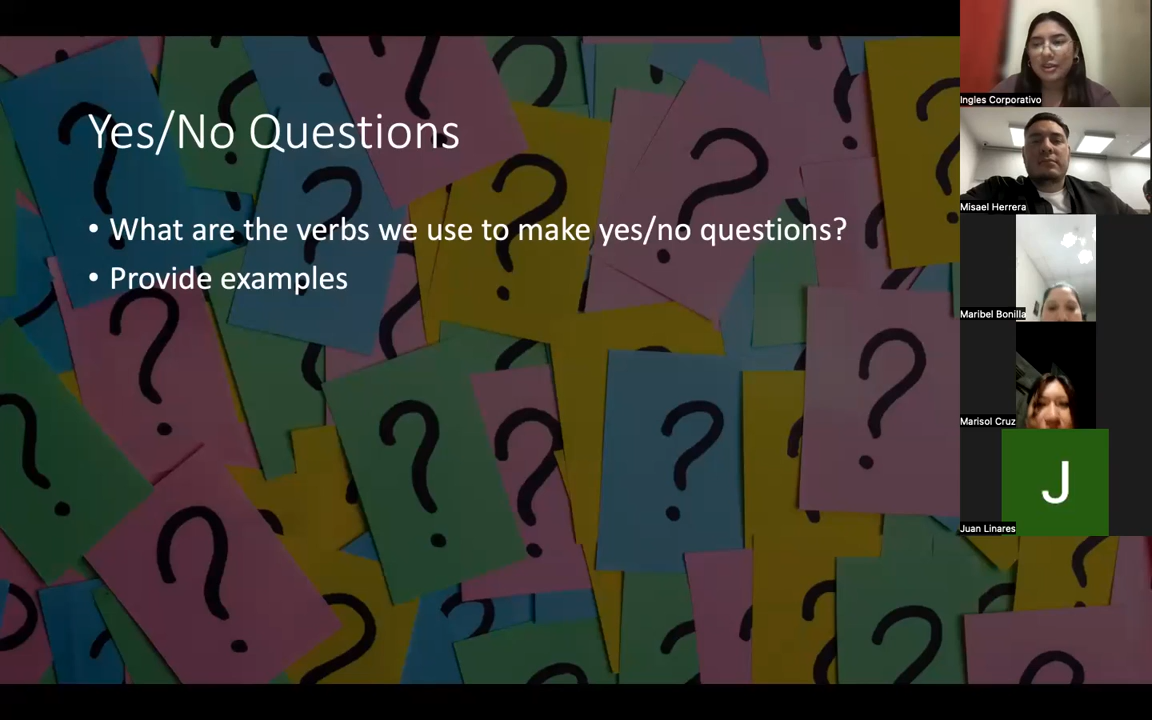 Yes/No Questions
• What are the verbs we use to make yes/no questions?
• Provide examples
Ingles Corporativo
Misael Herrera
Maribel Bonilla
Marisol Cruz
J
Juan Linares